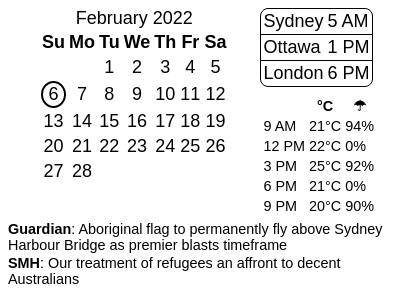 February 2022
Su Mo Tu We Th Fr Sa
1 2 3 4 5
6 7 8 9 10 11 12
13 14 15 16 17 18 19
20 21 22 23 24 25 26
27 28
Sydney 5 AM
Ottawa 1 PM
London 6 PM
°C ☂
9 AM 21°C 94%
12 PM 22°C 0%
3 PM 25°C 92%
6 PM 21°C 0%
9 PM 20°C 90%
Guardian: Aboriginal flag to permanently fly above Sydney
Harbour Bridge as premier blasts timeframe
SMH: Our treatment of refugees an affront to decent
Australians